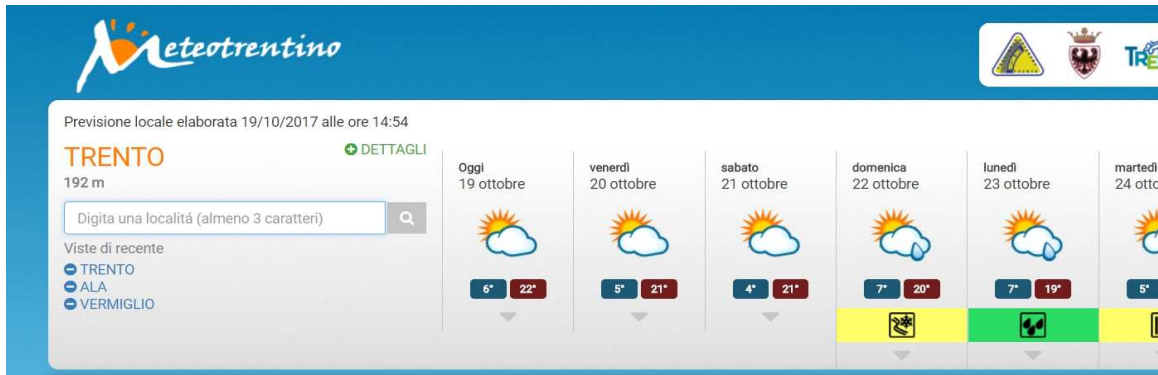 Meteotrentino
Previsione locale elaborata 19/10/2017 alle ore 14:54
TRENTO
DETTAGLI
192 m
Digita una localitá (almeno 3 caratteri)
Viste di recente
TRENTO
ALA
VERMIGLIO
Oggi
19 ottobre
6° 22°
venerdì
20 ottobre
5° 21°
sabato
21 ottobre
4° 21°
domenica
22 ottobre
7° 20°
lunedì
23 ottobre
7° 19°
martedì
24 otto
5°